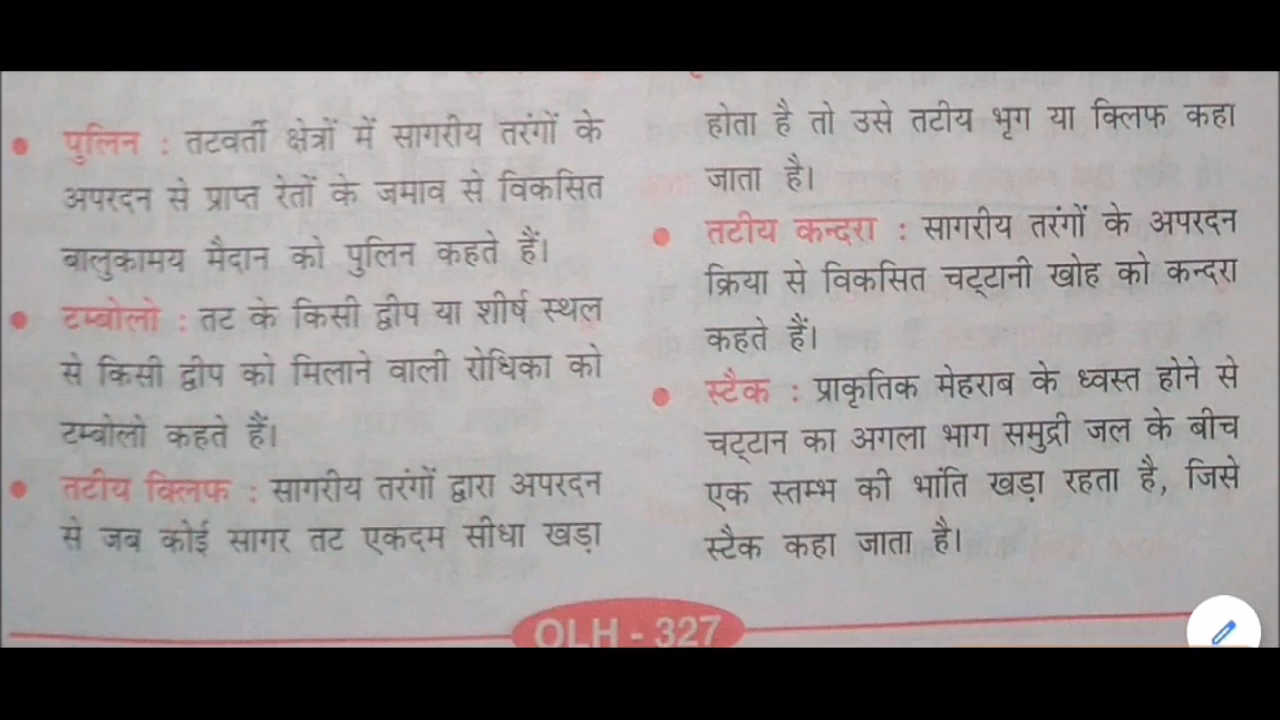 • पुलिन : तटवर्ती क्षेत्रों में सागरीय तरंगों के
अपरदन से प्राप्त रेतों के जमाव से विकसित
बालुकामय मैदान को पुलिन कहते हैं।
• टम्बोलो : तट के किसी द्वीप या शीर्ष स्थल
से किसी द्वीप को मिलाने वाली रोधिका को
टम्बोलो कहते हैं।
• तटीय क्लिफ : सागरीय तरंगों द्वारा अपरदन
से जब कोई सागर तट एकदम सीधा खड़ा
होता है तो उसे तटीय भृग या क्लिफ कहा
जाता है।
• तटीय कन्दरा : सागरीय तरंगों के अपरदन
क्रिया से विकसित चट्टानी खोह को कन्दरा
कहते हैं।
• स्टैक : प्राकृतिक मेहराब के ध्वस्त होने से
चट्टान का अगला भाग समुद्री जल के बीच
एक स्तम्भ की भांति खड़ा रहता है, जिसे
स्टैक कहा जाता है।
OLH - 327